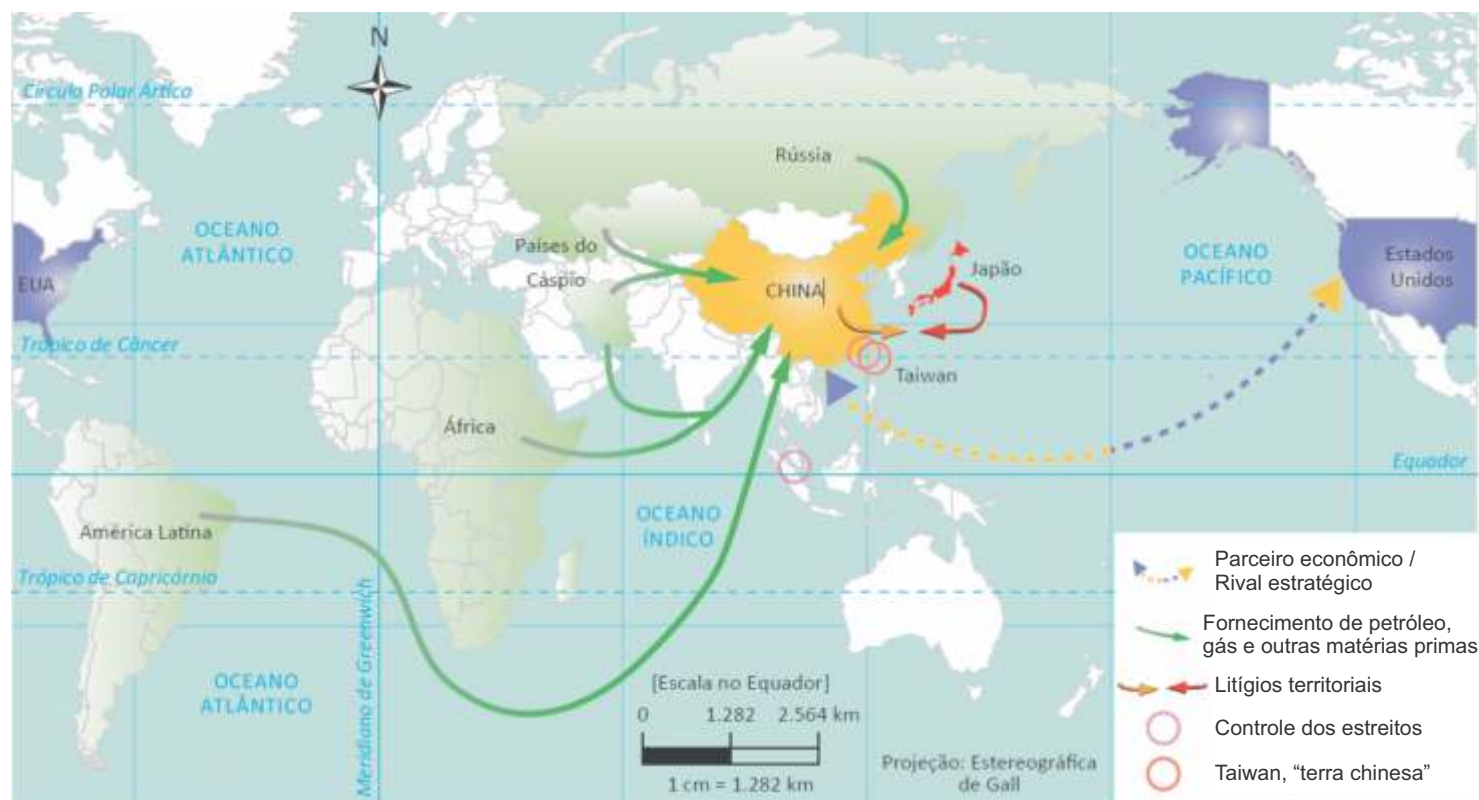 N
Círculo Polar Ártico
Rússia
OCEANO
ATLÂNTICO
Países do
Cáspio
CHINA
Japão
OCEANO
PACÍFICO
Estados
Unidos
EUA
Trópico de Câncer
Taiwan
África
Equador
América Latina
OCEANO
ÍNDICO
Trópico de Capricórnio
Meridiano de Greenwich
OCEANO
ATLÂNTICO
[Escala no Equador]
0 1.282 2.564 km
1 cm = 1.282 km
Projeção: Estereográfica
de Gall
Parceiro econômico /
Rival estratégico
Fornecimento de petróleo,
gás e outras matérias primas
Litígios territoriais
Controle dos estreitos
Taiwan, “terra chinesa”